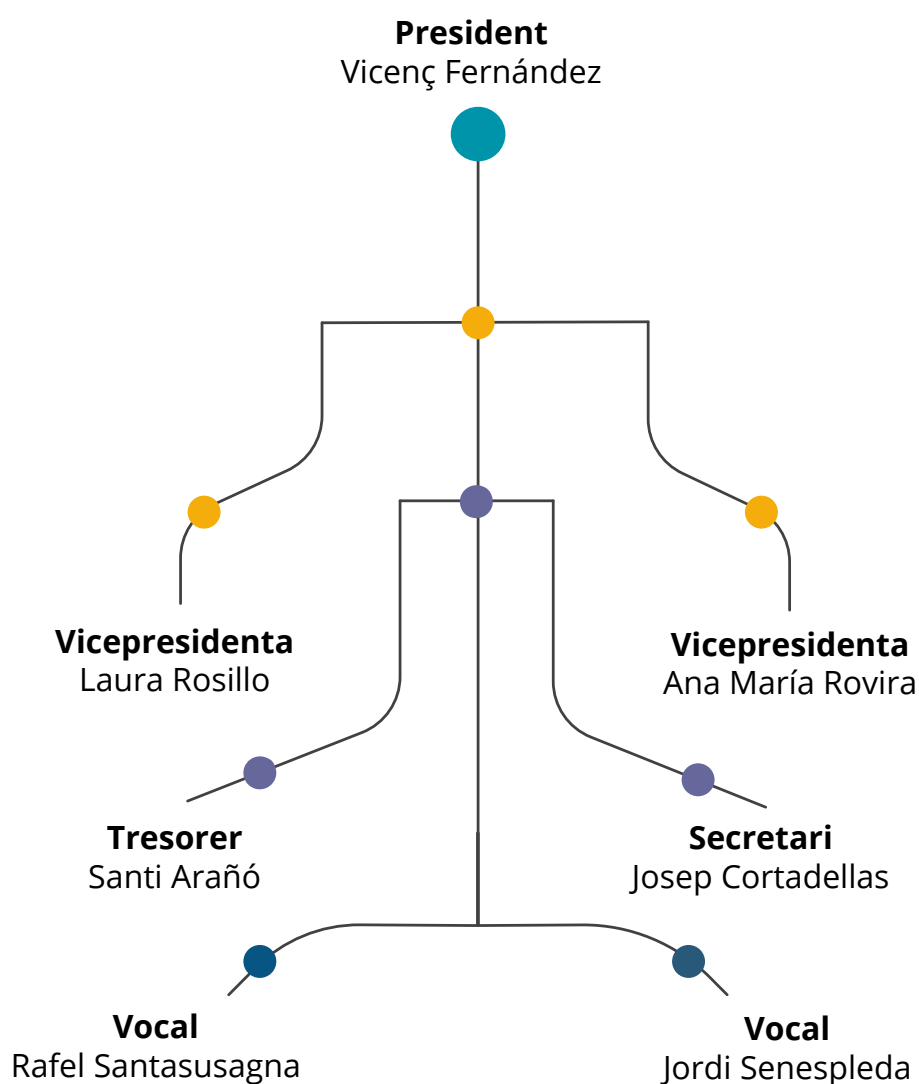 President
Vicenç Fernández
Vicepresidenta
Laura Rosillo
Vicepresidenta
Ana María Rovira
Tresorer
Santi Arañó
Secretari
Josep Cortadellas
Vocal
Rafel Santasusagna
Vocal
Jordi Senespleda